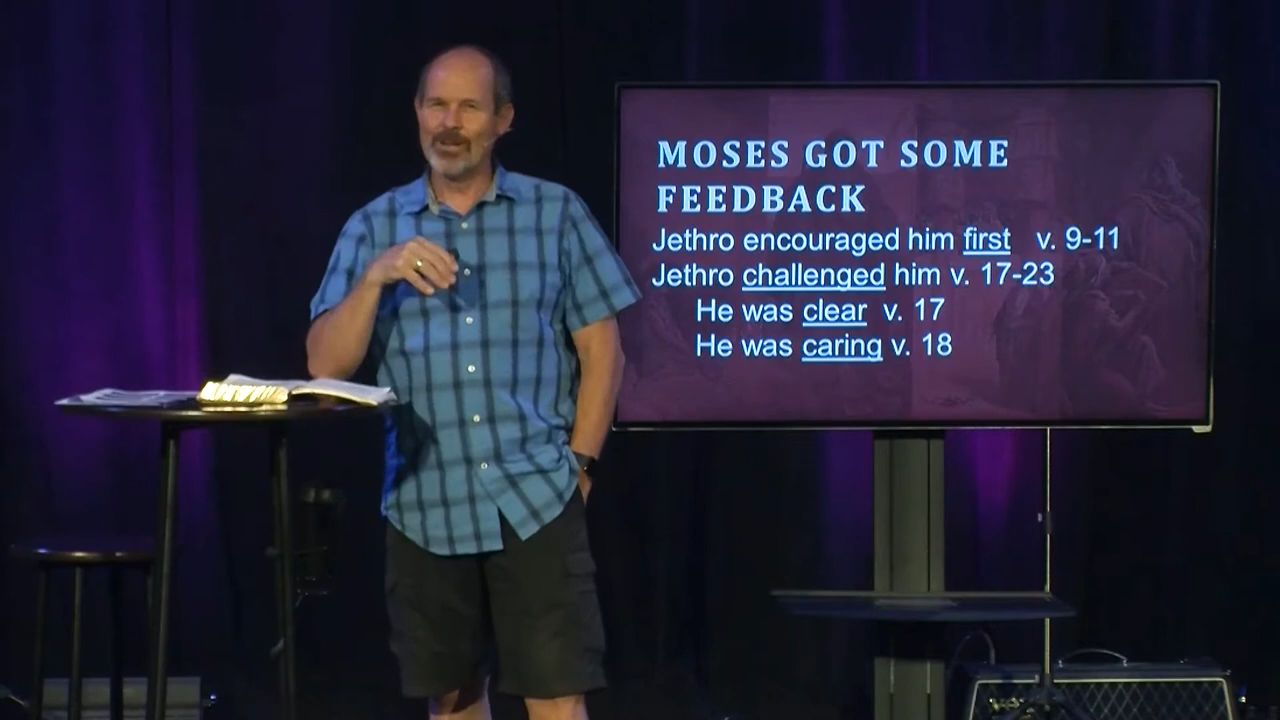 MOSES GOT SOME
FEEDBACK
Jethro encouraged him first v. 9-11
Jethro challenged him v. 17-23
He was clear v. 17
He was caring v. 18